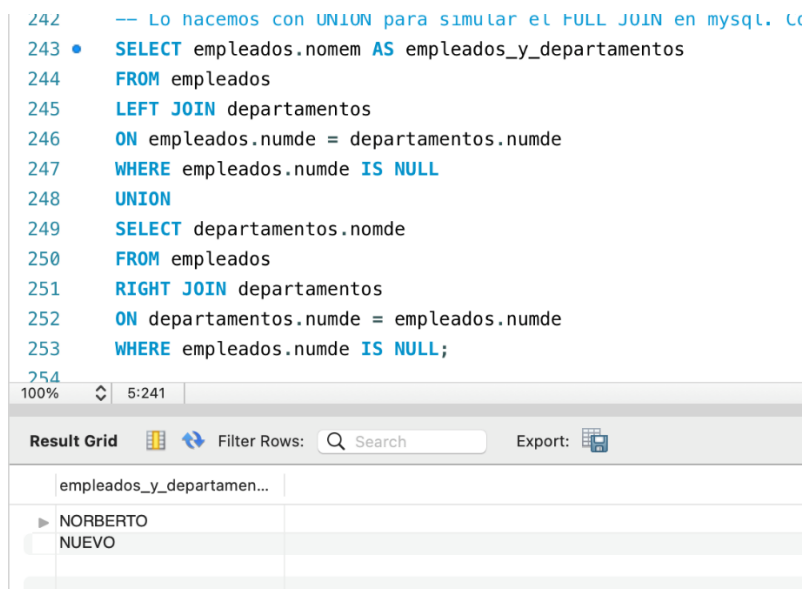 242 -- Lo hacemos con UNION para simular el FULL JOIN en mysql. Co
243 SELECT empleados.nomem AS empleados_y_departamentos
244 FROM empleados
245 LEFT JOIN departamentos
246 ON empleados.numde = departamentos.numde
247 WHERE empleados.numde IS NULL
248 UNION
249 SELECT departamentos.nomde
250 FROM empleados
251 RIGHT JOIN departamentos
252 ON departamentos.numde = empleados.numde
253 WHERE empleados.numde IS NULL;
254
100% 5:241
Result Grid Filter Rows: Search Export:
empleados_y_departamen...
NORBERTO
NUEVO